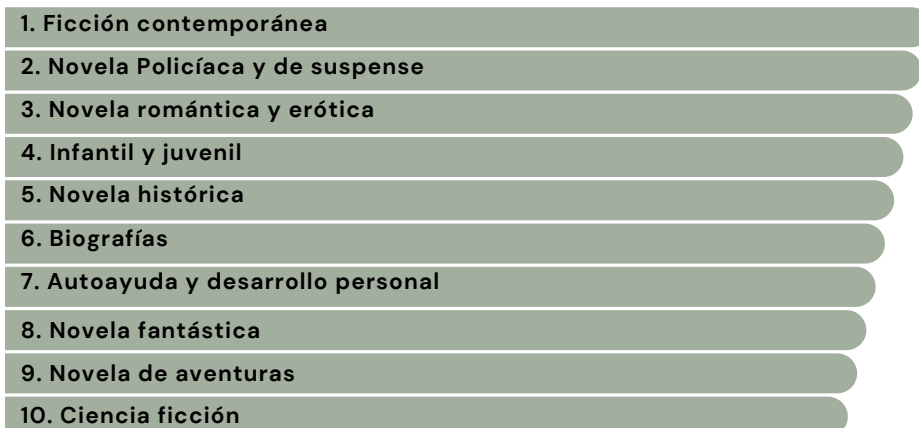 1. Ficción contemporánea
2. Novela Policíaca y de suspense
3. Novela romántica y erótica
4. Infantil y juvenil
5. Novela histórica
6. Biografías
7. Autoayuda y desarrollo personal
8. Novela fantástica
9. Novela de aventuras
10. Ciencia ficción